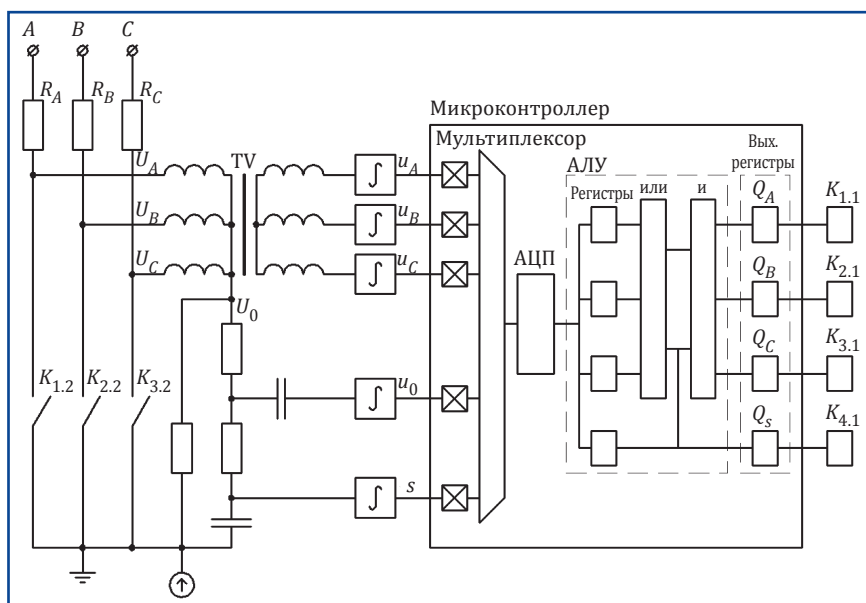 A B C
R_A R_B R_C
Микроконтроллер
Мультиплексор
Вых.
регистры
U_A TV ∫ u_A
АЛУ
Регистры или и
Q_A K_1.1
U_B ∫ u_B
U_C ∫ u_C
АЦП
Q_B K_2.1
U_0
Q_C K_3.1
K_1.2 K_2.2 K_3.2
∫ u_0
Q_s K_4.1
∫ s